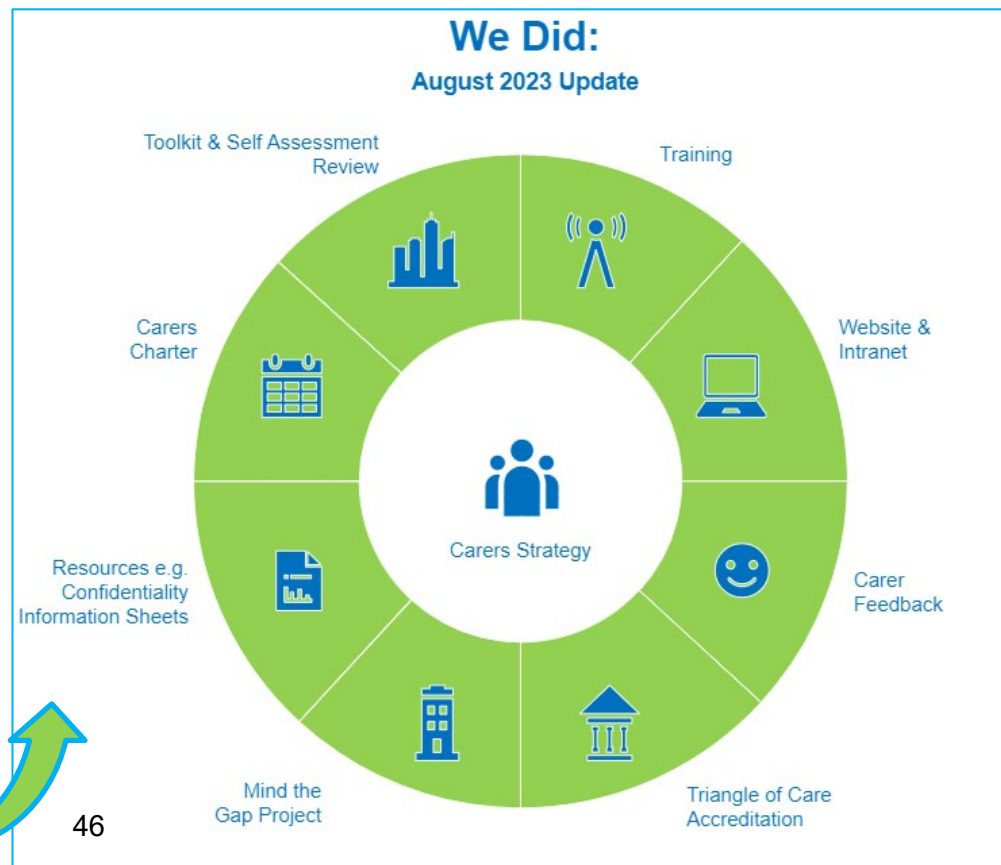 We Did:
August 2023 Update
Toolkit & Self Assessment
Review
Training
Carers
Charter
Website &
Intranet
Carers Strategy
Resources e.g.
Confidentiality
Information Sheets
Carer
Feedback
Mind the
Gap Project
Triangle of Care
Accreditation
46